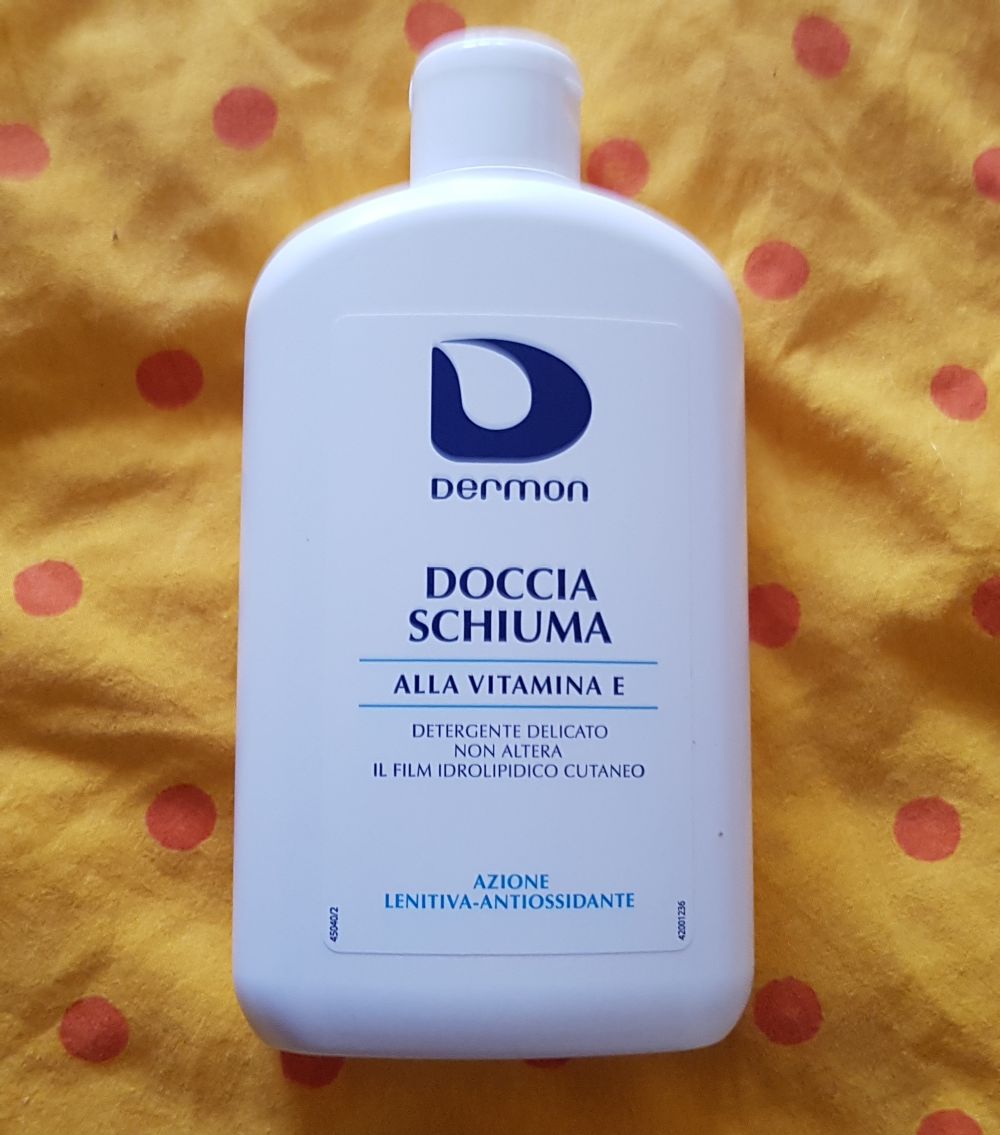 Dermon
DOCCIA
SCHIUMA
ALLA VITAMINA E
DETERGENTE DELICATO
NON ALTERA
IL FILM IDROLIPIDICO CUTANEO
AZIONE
LENITIVA-ANTIOSSIDANTE
45040/2
42001236